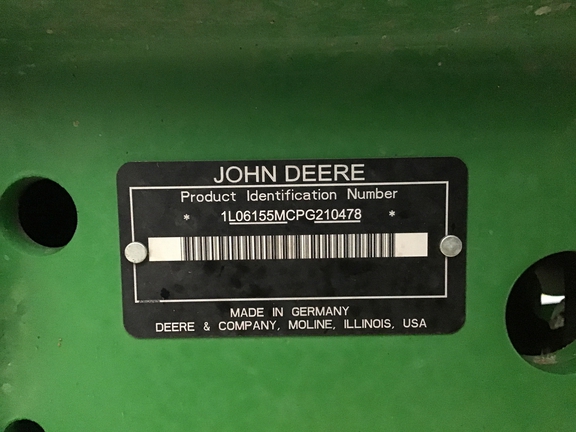 JOHN DEERE
Product Identification Number
* 1L06155MCPG210478 *
MADE IN GERMANY
DEERE & COMPANY, MOLINE, ILLINOIS, USA